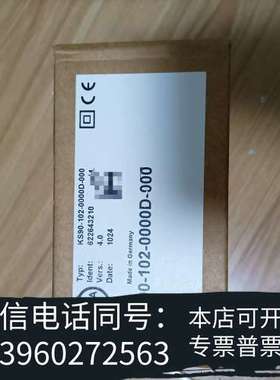 Typ: KS90-102-0000D-000
Ident: 622643210
Vers.: 4.0
Date: 1024
Made in Germany
90-102-0000D-000
CE
信电话同号:
3960272563
本店可开
专票普票